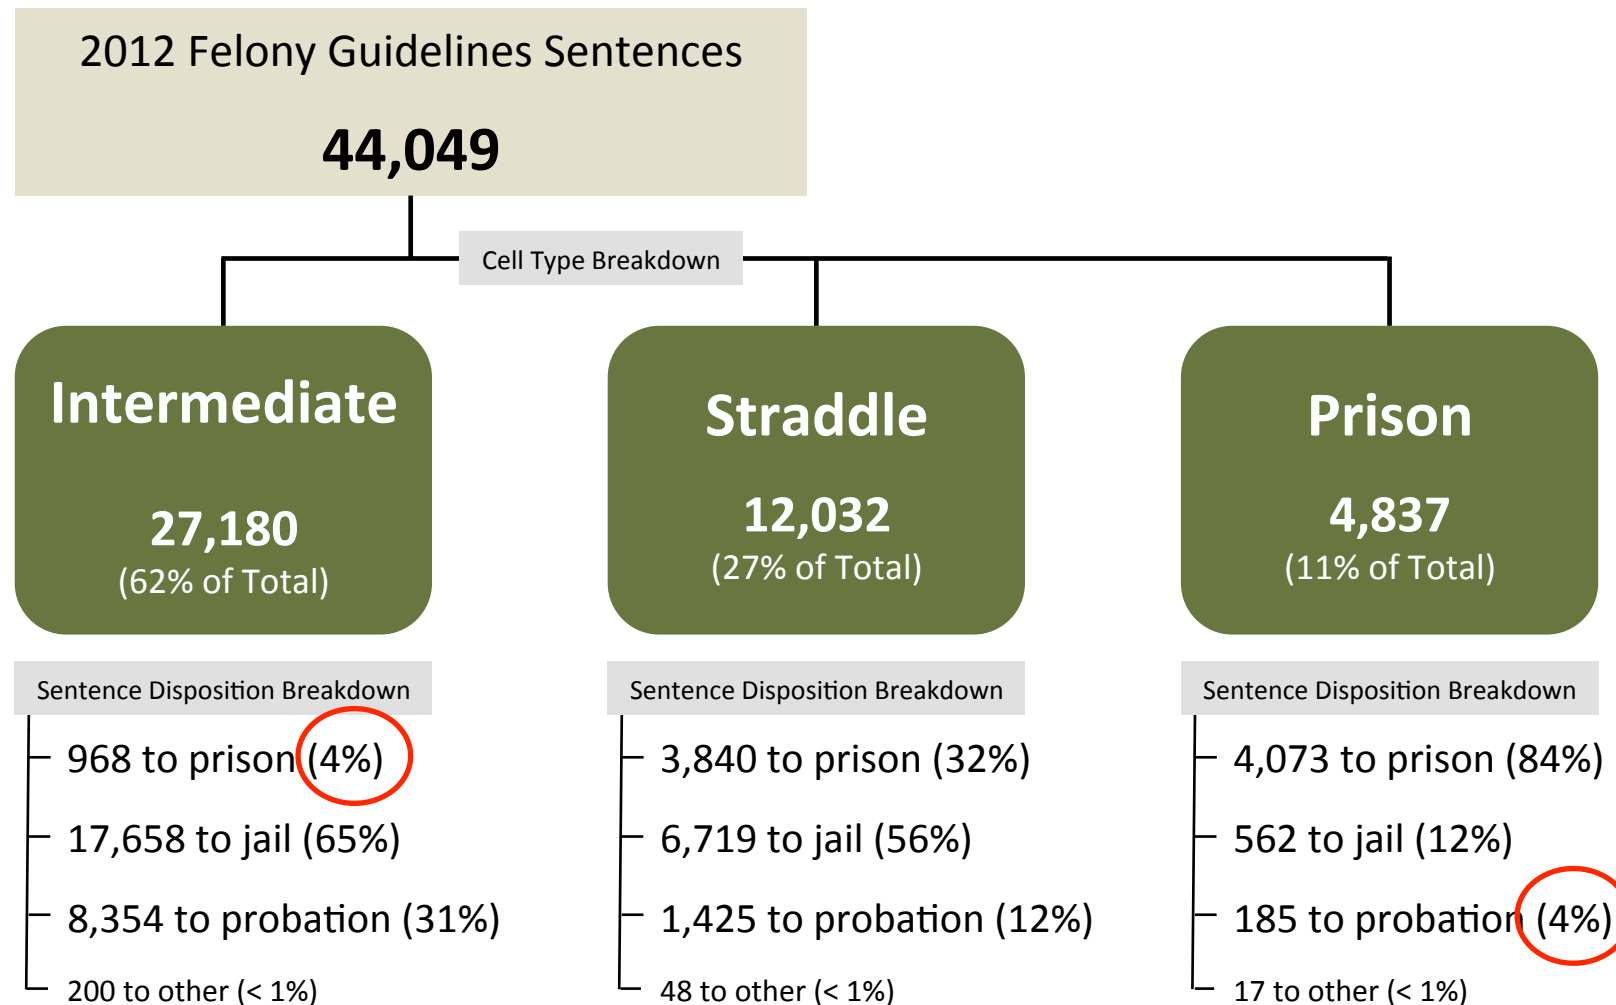 2012 Felony Guidelines Sentences
44,049
Cell Type Breakdown
Intermediate
27,180
(62% of Total)
Sentence Disposition Breakdown
968 to prison (4%)
17,658 to jail (65%)
8,354 to probation (31%)
200 to other (< 1%)
Straddle
12,032
(27% of Total)
Sentence Disposition Breakdown
3,840 to prison (32%)
6,719 to jail (56%)
1,425 to probation (12%)
48 to other (< 1%)
Prison
4,837
(11% of Total)
Sentence Disposition Breakdown
4,073 to prison (84%)
562 to jail (12%)
185 to probation (4%)
17 to other (< 1%)